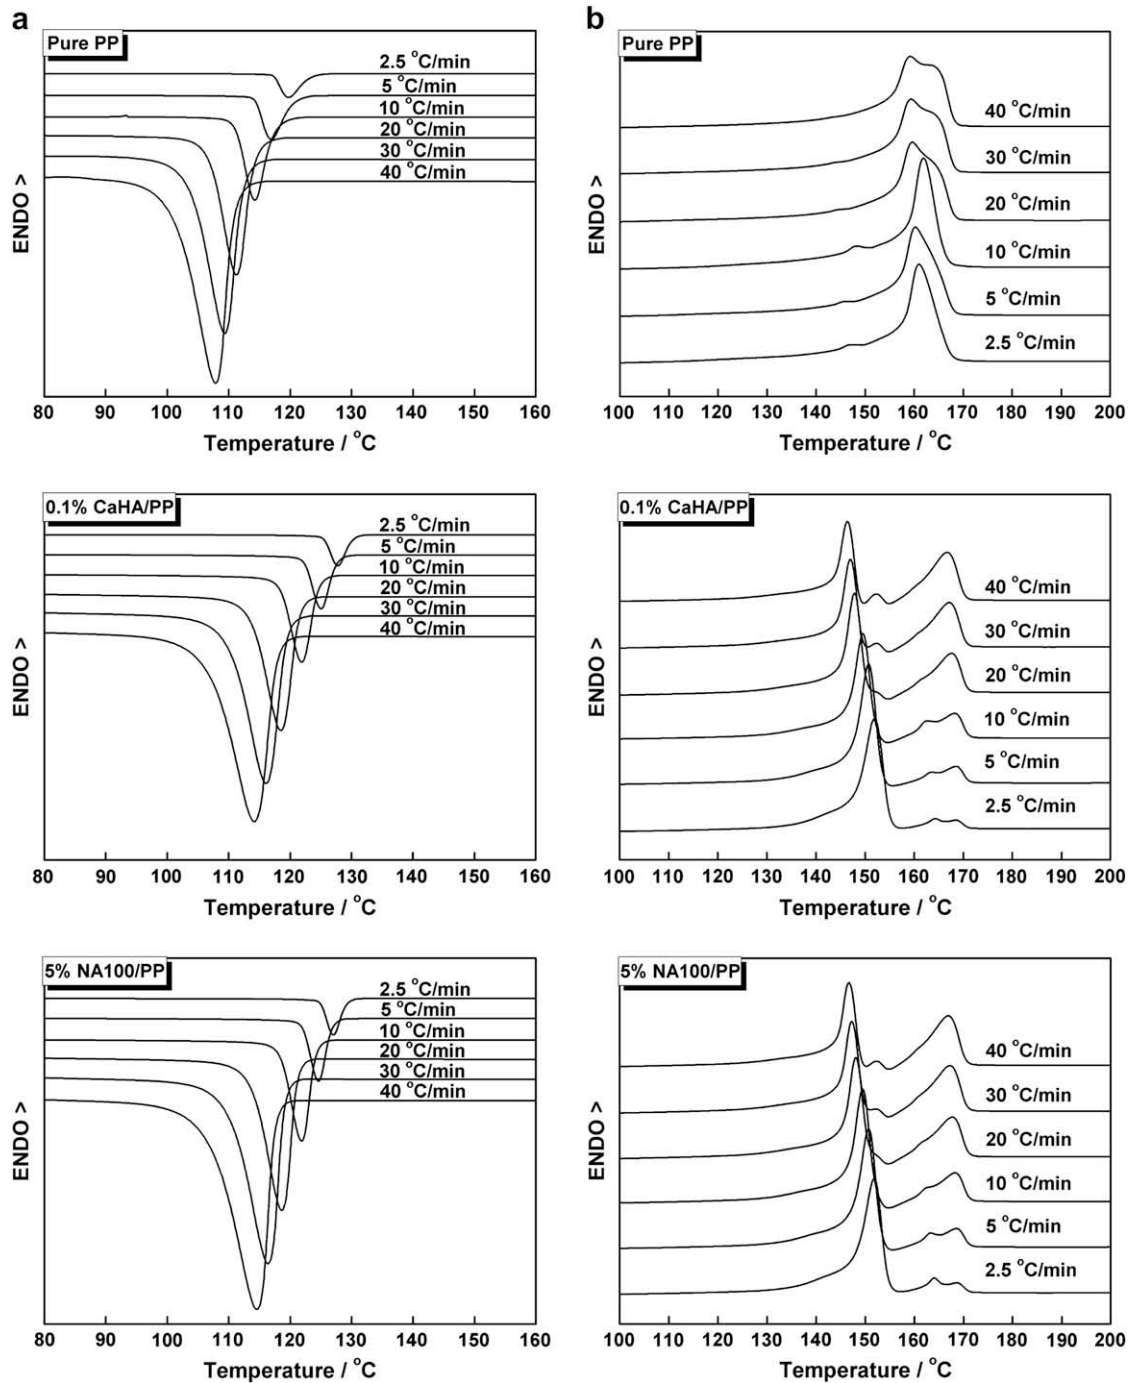 a
Pure PP
2.5 °C/min
5 °C/min
10 °C/min
20 °C/min
30 °C/min
40 °C/min
ENDO >
80 90 100 110 120 130 140 150 160
Temperature / °C
b
Pure PP
40 °C/min
30 °C/min
20 °C/min
10 °C/min
5 °C/min
2.5 °C/min
ENDO >
100 110 120 130 140 150 160 170 180 190 200
Temperature / °C
0.1% CaHA/PP
2.5 °C/min
5 °C/min
10 °C/min
20 °C/min
30 °C/min
40 °C/min
ENDO >
80 90 100 110 120 130 140 150 160
Temperature / °C
0.1% CaHA/PP
40 °C/min
30 °C/min
20 °C/min
10 °C/min
5 °C/min
2.5 °C/min
ENDO >
100 110 120 130 140 150 160 170 180 190 200
Temperature / °C
5% NA100/PP
2.5 °C/min
5 °C/min
10 °C/min
20 °C/min
30 °C/min
40 °C/min
ENDO >
80 90 100 110 120 130 140 150 160
Temperature / °C
5% NA100/PP
40 °C/min
30 °C/min
20 °C/min
10 °C/min
5 °C/min
2.5 °C/min
ENDO >
100 110 120 130 140 150 160 170 180 190 200
Temperature / °C